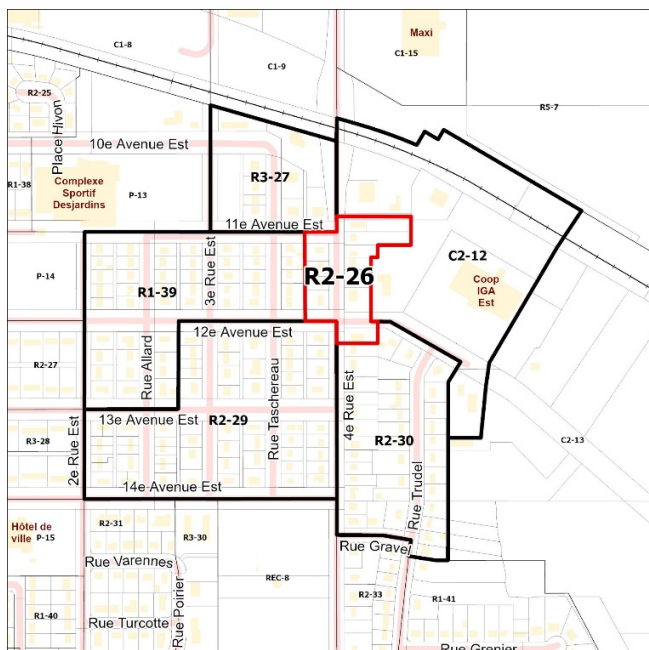 Maxi
C1-8
C1-15
C1-9
R2-25
Place Hivon
R5-7
10e Avenue Est
R3-27
Complexe
Sportif
Desjardins
R1-38
P-13
11e Avenue Est
3e Rue Est
C2-12
P-14
R2-26
Coop
IGA
Est
R1-39
12e Avenue Est
Rue Allard
Rue Taschereau
4e Rue Est
R2-27
2e Rue Est
13e Avenue Est
R2-29
R3-28
R2-30
C2-13
Rue Trudel
14e Avenue Est
Hôtel de
ville
P-15
R2-31
R3-30
Rue Gravel
Rue Varennes
Rue Poirier
REC-8
R2-33
R1-41
R1-40
Rue Turcotte
Rue Grenier